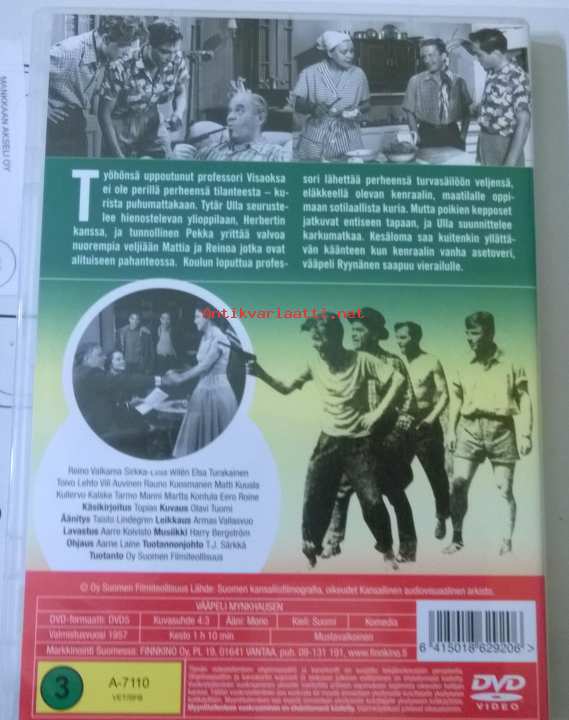 MANKKAAN AKSELI OY
Työhönsä uppoutunut professori Visaoksa
ei ole perillä perheensä tilanteesta – ku-
rista puhumattakaan. Tytär Ulla seuruste-
lee hienostelevan ylioppilaan, Herbertin
kanssa, ja tunnollinen Pekka yrittää valvoa
nuorempia veljiään Mattia ja Reinoa jotka ovat
alituiseen pahanteossa. Koulun loputtua profes-
sori lähettää perheensä turvasäilöön veljensä,
eläkkeellä olevan kenraalin, maatilalle oppi-
maan sotilaallista kuria. Mutta poikien kepposet
jatkuvat entiseen tapaan, ja Ulla suunnittelee
karkumatkaa. Kesäloma saa kuitenkin yllättä-
vän käänteen kun kenraalin vanha asetoveri,
vääpeli Ryynänen saapuu vierailulle.
Antikvariaatti.net
Reino Valkama Sirkka-Liisa Wilén Elsa Turakainen
Toivo Lehto Vili Auvinen Rauno Kuosmanen Matti Kuusla
Kullervo Kalske Tarmo Manni Martta Kontula Eero Roine
Käsikirjoitus Topias Kuvaus Olavi Tuomi
Äänitys Taisto Lindegren Leikkaus Armas Vallasvuo
Lavastus Aarre Koivisto Musiikki Harry Bergström
Ohjaus Aarne Laine Tuotannonjohto T.J. Särkkä
Tuotanto Oy Suomen Filmiteollisuus
© Oy Suomen Filmiteollisuus Lähde: Suomen kansallisfilmografia, oikeudet Kansallinen audiovisuaalinen arkisto.
VÄÄPELI MYNKHAUSEN
DVD-formaatti: DVD5 Kuvasuhde 4:3 Ääni: Mono Kieli: Suomi Komedia
Valmistusvuosi 1957 Kesto 1 h 10 min. Mustavalkoinen
Markkinointi Suomessa: FINNKINO Oy, PL 19, 01641 VANTAA, puh. 09-131 191, www.finnkino.fi
6 415018 629206 >
3
A-7110
VET/SFB
DVD
VIDEO